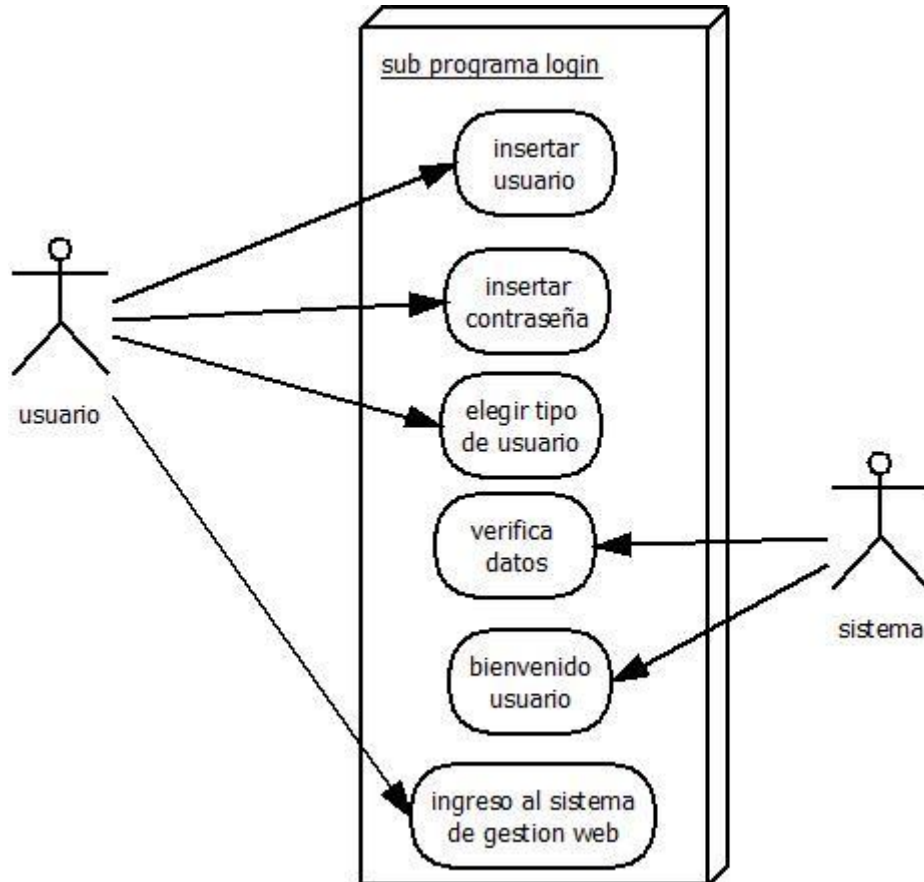 sub programa login
insertar
usuario
insertar
contraseña
usuario
elegir tipo
de usuario
verifica
datos
sistema
bienvenido
usuario
ingreso al sistema
de gestion web